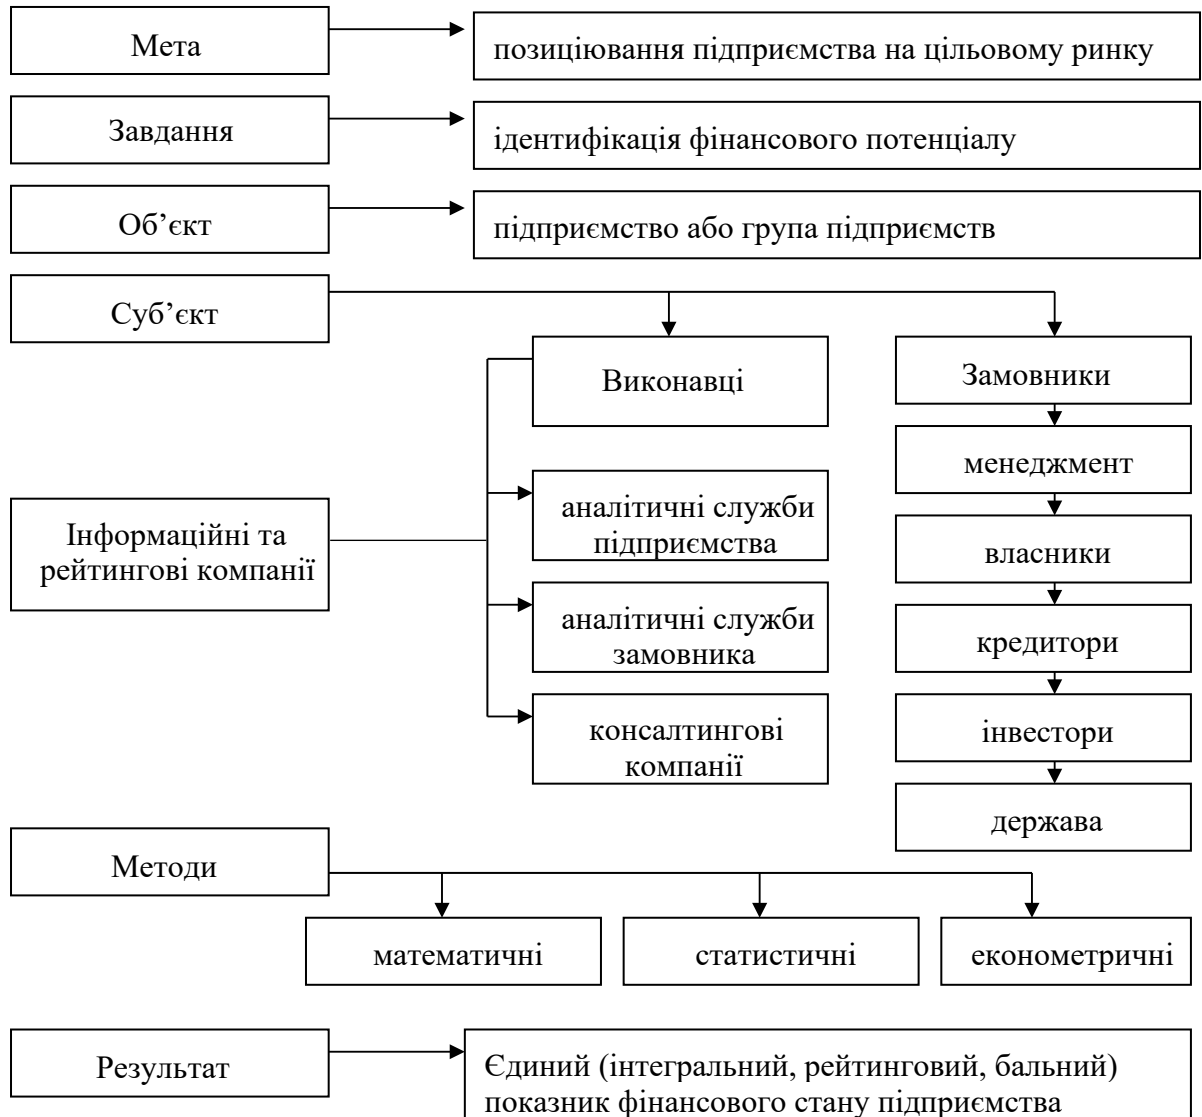 Мета
позиціювання підприємства на цільовому ринку
Завдання
ідентифікація фінансового потенціалу
Об’єкт
підприємство або група підприємств
Суб’єкт
Виконавці
Замовники
менеджмент
Інформаційні та
рейтингові компанії
аналітичні служби
підприємства
власники
аналітичні служби
замовника
кредитори
консалтингові
компанії
інвестори
держава
Методи
математичні
статистичні
економетричні
Результат
Єдиний (інтегральний, рейтинговий, бальний)
показник фінансового стану підприємства